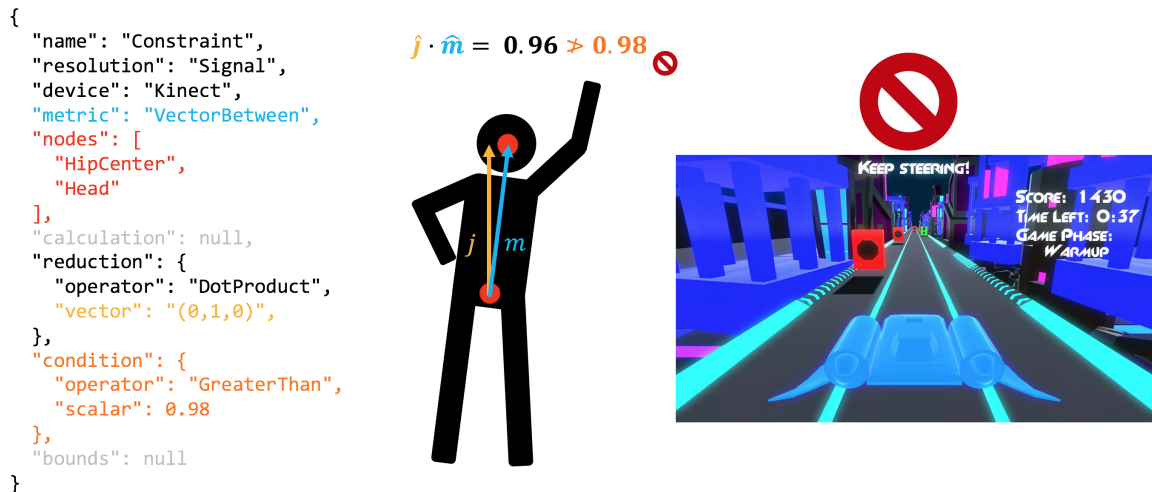 {
  "name": "Constraint",
  "resolution": "Signal",
  "device": "Kinect",
  "metric": "VectorBetween",
  "nodes": [
    "HipCenter",
    "Head"
  ],
  "calculation": null,
  "reduction": {
    "operator": "DotProduct",
    "vector": "(0,1,0)",
  },
  "condition": {
    "operator": "GreaterThan",
    "scalar": 0.98
  },
  "bounds": null
}
ĵ · m̂ = 0.96 ≯ 0.98
j m
Keep steering!
Score: 1430
Time Left: 0:37
Game Phase:
Warmup